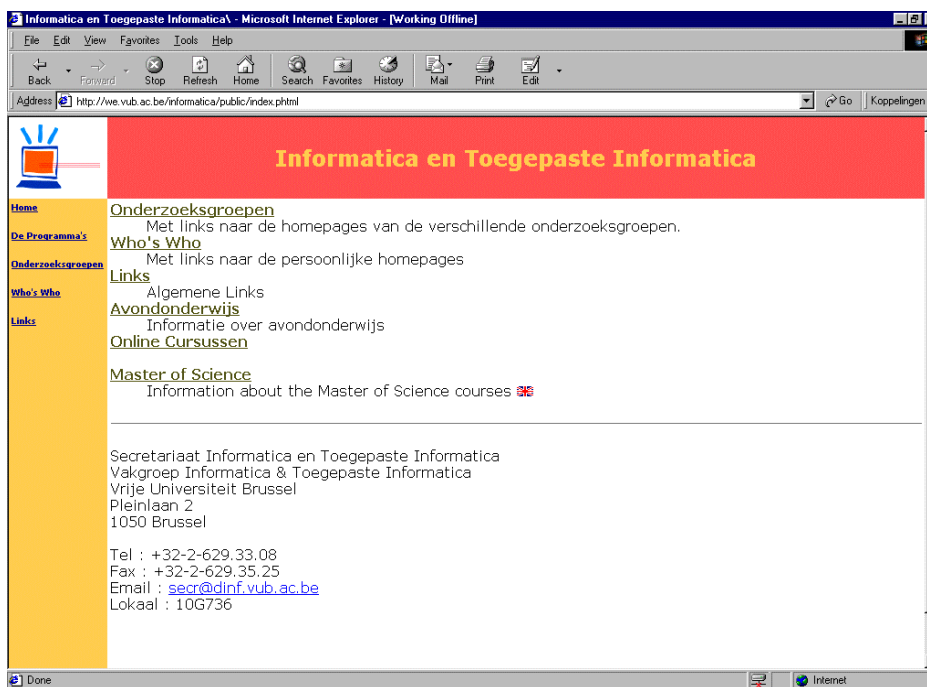 Informatica en Toegepaste Informatica\ - Microsoft Internet Explorer - [Working Offline]
File Edit View Favorites Tools Help
Back Forward Stop Refresh Home Search Favorites History Mail Print Edit
Address http://we.vub.ac.be/informatica/public/index.phtml Go Koppelingen
Informatica en Toegepaste Informatica
Home
De Programma's
Onderzoeksgroepen
Who's Who
Links
Onderzoeksgroepen
Met links naar de homepages van de verschillende onderzoeksgroepen.
Who's Who
Met links naar de persoonlijke homepages
Links
Algemene Links
Avondonderwijs
Informatie over avondonderwijs
Online Cursussen
Master of Science
Information about the Master of Science courses
Secretariaat Informatica en Toegepaste Informatica
Vakgroep Informatica & Toegepaste Informatica
Vrije Universiteit Brussel
Pleinlaan 2
1050 Brussel
Tel : +32-2-629.33.08
Fax : +32-2-629.35.25
Email : secr@dinf.vub.ac.be
Lokaal : 10G736
Done Internet